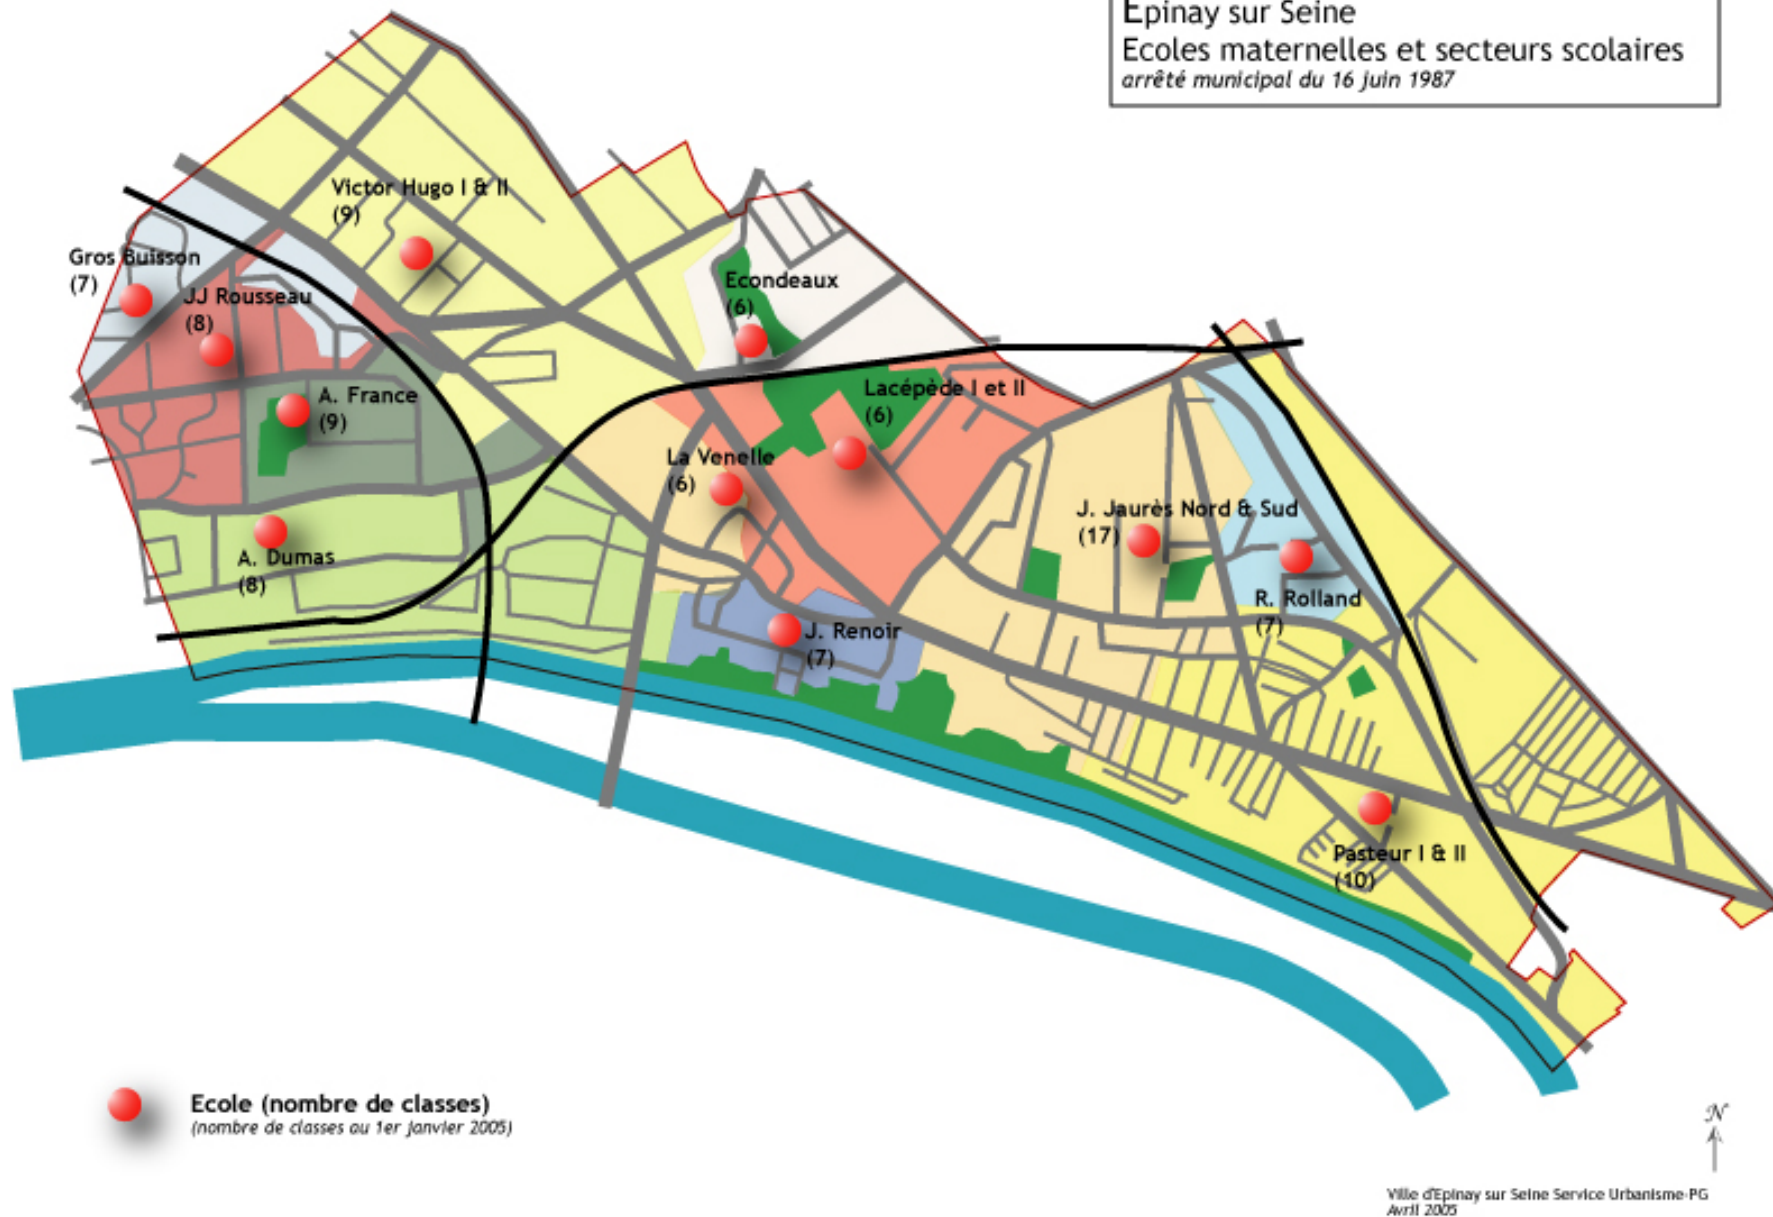 Epinay sur Seine
Ecoles maternelles et secteurs scolaires
arrêté municipal du 16 juin 1987
Victor Hugo I & II
(9)
Gros Buisson
(7)
JJ Rousseau
(8)
Econdeaux
(6)
A. France
(9)
Lacépède I et II
(6)
La Venelle
(6)
J. Jaurès Nord & Sud
(17)
A. Dumas
(8)
R. Rolland
(7)
J. Renoir
(7)
Pasteur I & II
(10)
Ecole (nombre de classes)
(nombre de classes au 1er janvier 2005)
N
Ville d'Epinay sur Seine Service Urbanisme-PG
Avril 2005